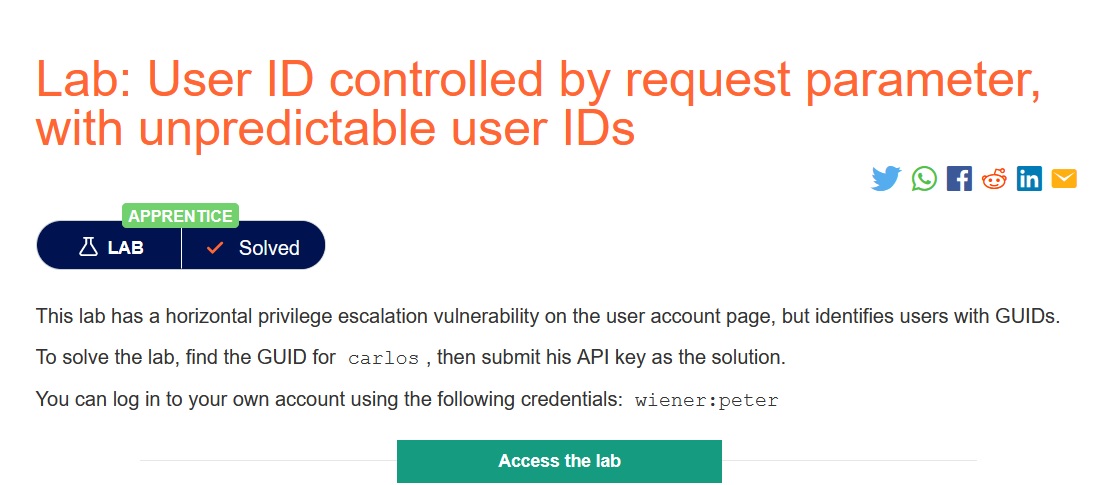 Lab: User ID controlled by request parameter,
with unpredictable user IDs
in
APPRENTICE
LAB
Solved
This lab has a horizontal privilege escalation vulnerability on the user account page, but identifies users with GUIDs.
To solve the lab, find the GUID for carlos , then submit his API key as the solution.
You can log in to your own account using the following credentials: wiener:peter
Access the lab